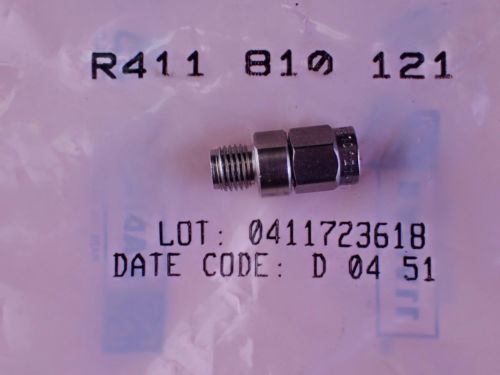 R411 810 121
LOT: 0411723618
DATE CODE: D 04 51